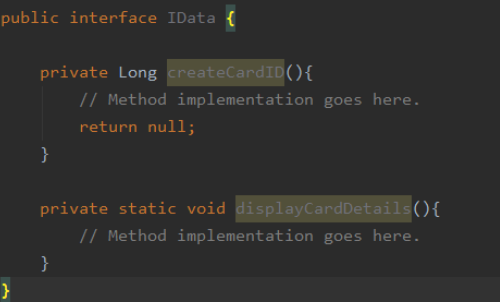 public interface IData {
private Long createCardID(){
// Method implementation goes here.
return null;
}
private static void displayCardDetails(){
// Method implementation goes here.
}
}